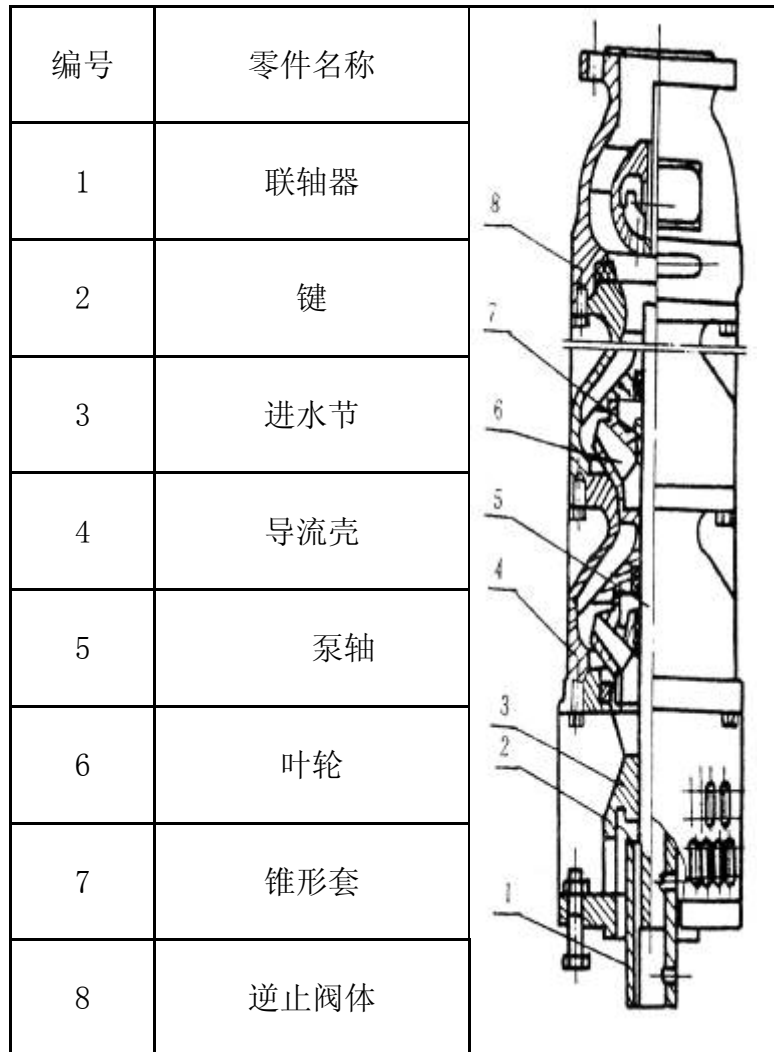 编号 零件名称
1 联轴器
2 键
3 进水节
4 导流壳
5 泵轴
6 叶轮
7 锥形套
8 逆止阀体
8
7
6
5
4
3
2
1